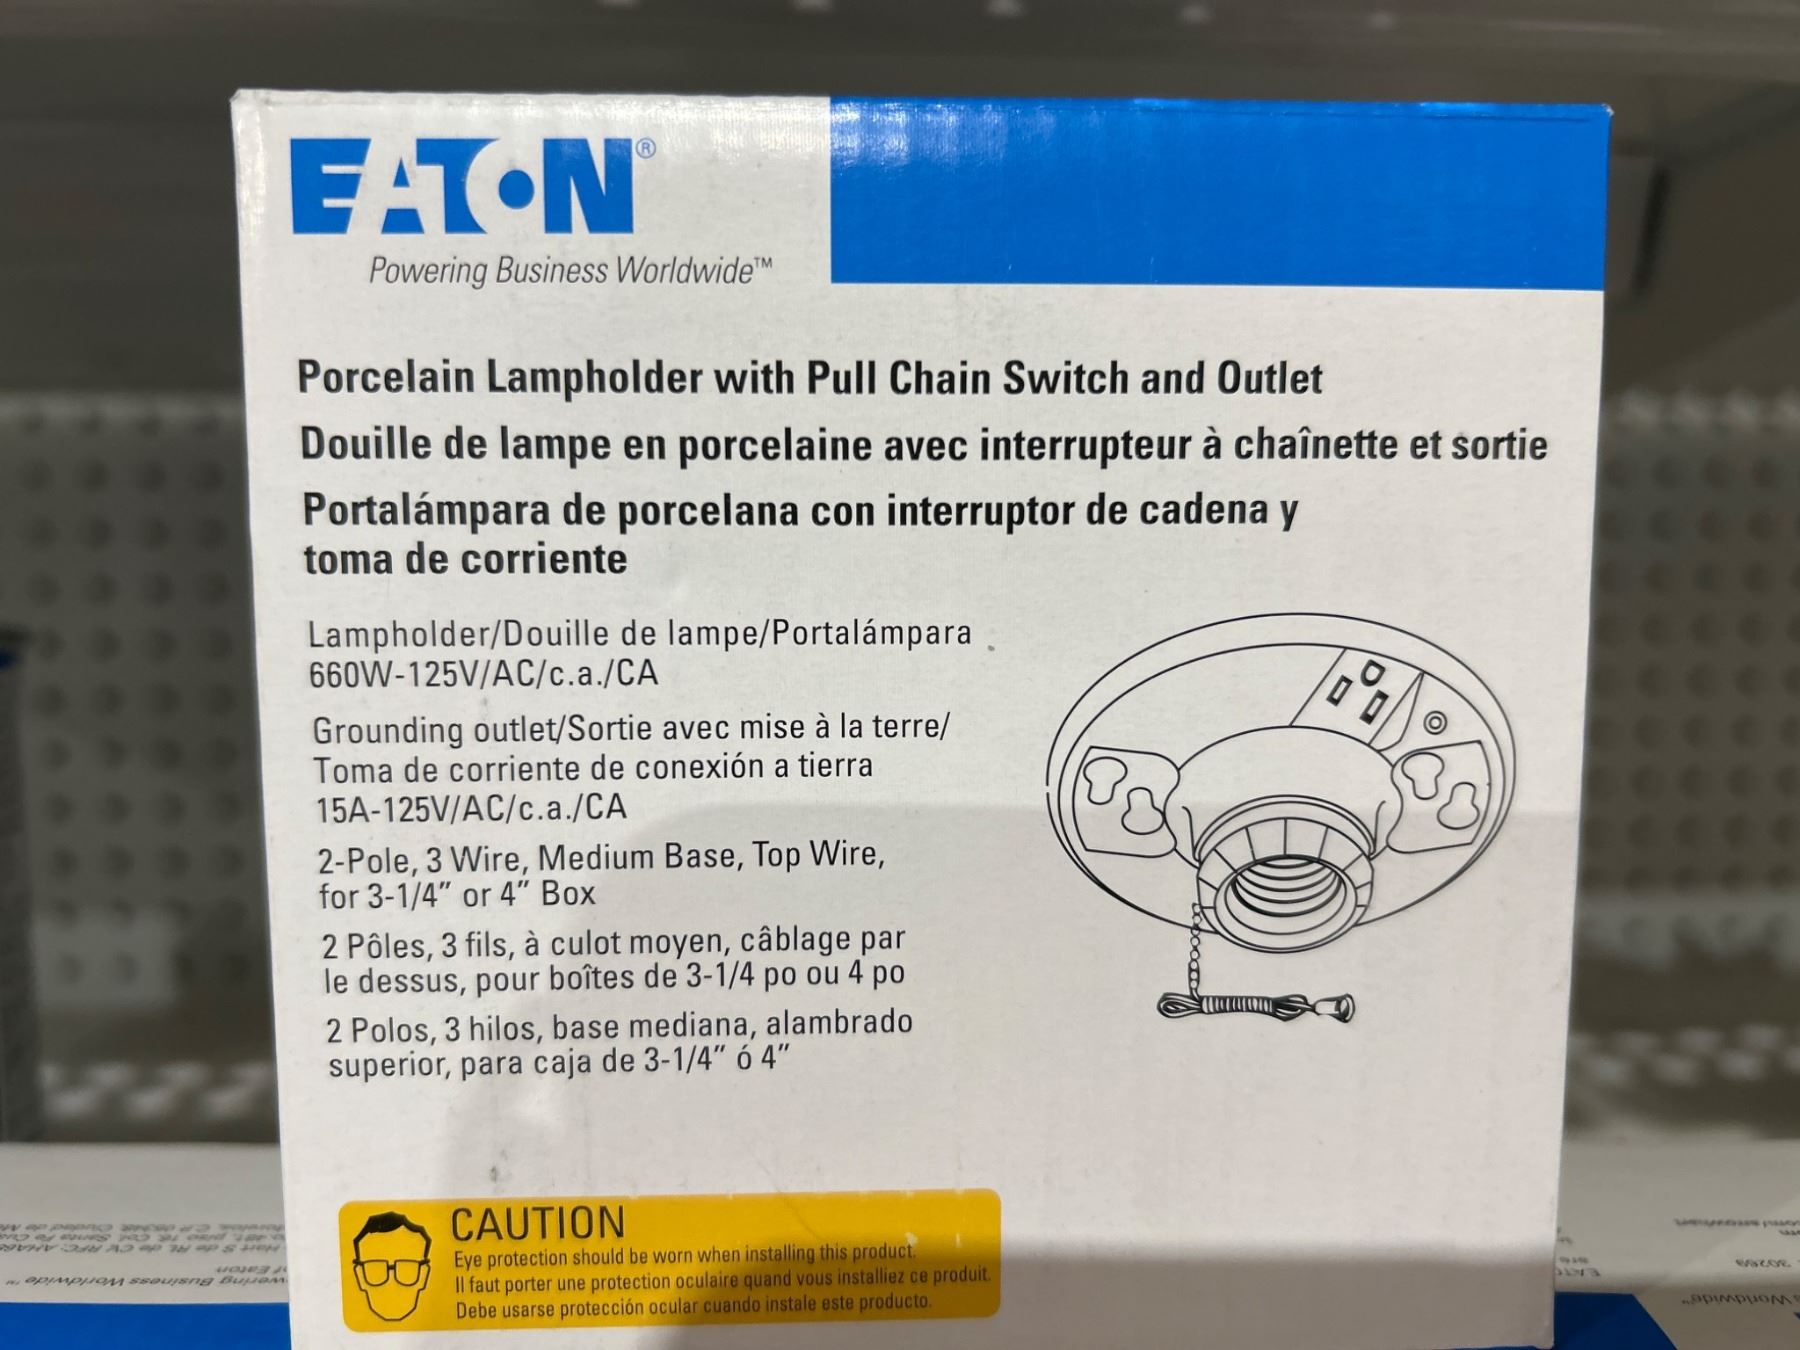 EATON®
Powering Business Worldwide™
Porcelain Lampholder with Pull Chain Switch and Outlet
Douille de lampe en porcelaine avec interrupteur à chaînette et sortie
Portalámpara de porcelana con interruptor de cadena y
toma de corriente
Lampholder/Douille de lampe/Portalámpara
660W-125V/AC/c.a./CA
Grounding outlet/Sortie avec mise à la terre/
Toma de corriente de conexión a tierra
15A-125V/AC/c.a./CA
2-Pole, 3 Wire, Medium Base, Top Wire,
for 3-1/4" or 4" Box
2 Pôles, 3 fils, à culot moyen, câblage par
le dessus, pour boîtes de 3-1/4 po ou 4 po
2 Polos, 3 hilos, base mediana, alambrado
superior, para caja de 3-1/4" ó 4"
CAUTION
Eye protection should be worn when installing this product.
Il faut porter une protection oculaire quand vous installiez ce produit.
Debe usarse protección ocular cuando instale este producto.
Business Worldwide™
30269
Worldwide™